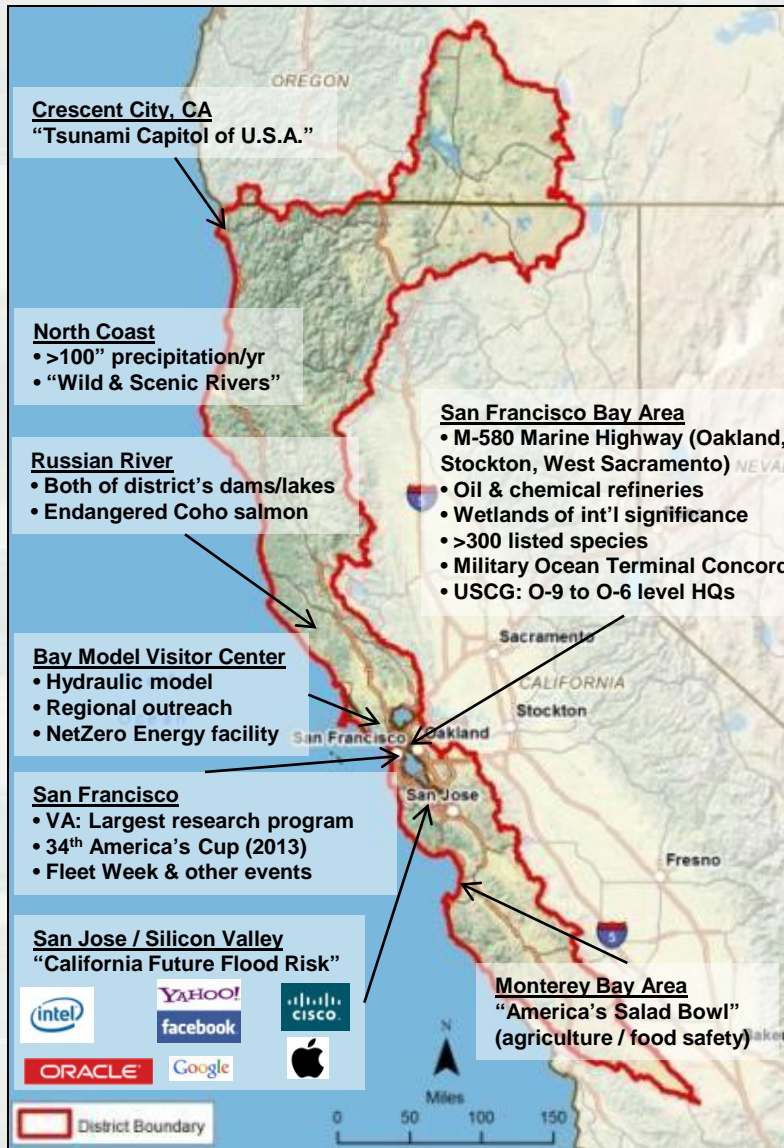 OREGON
Crescent City, CA
“Tsunami Capitol of U.S.A.”
North Coast
• >100” precipitation/yr
• “Wild & Scenic Rivers”
San Francisco Bay Area
• M-580 Marine Highway (Oakland,
Stockton, West Sacramento)
• Oil & chemical refineries
• Wetlands of int’l significance
• >300 listed species
• Military Ocean Terminal Concord
• USCG: O-9 to O-6 level HQs
Russian River
• Both of district’s dams/lakes
• Endangered Coho salmon
Sacramento
CALIFORNIA
Stockton
Bay Model Visitor Center
• Hydraulic model
• Regional outreach
• NetZero Energy facility
San Francisco
Oakland
San Jose
San Francisco
• VA: Largest research program
• 34th America’s Cup (2013)
• Fleet Week & other events
Fresno
5
San Jose / Silicon Valley
“California Future Flood Risk”
intel
YAHOO!
facebook
CISCO
ORACLE
Google
Monterey Bay Area
“America’s Salad Bowl”
(agriculture / food safety)
N
Miles
0 50 100 150
District Boundary